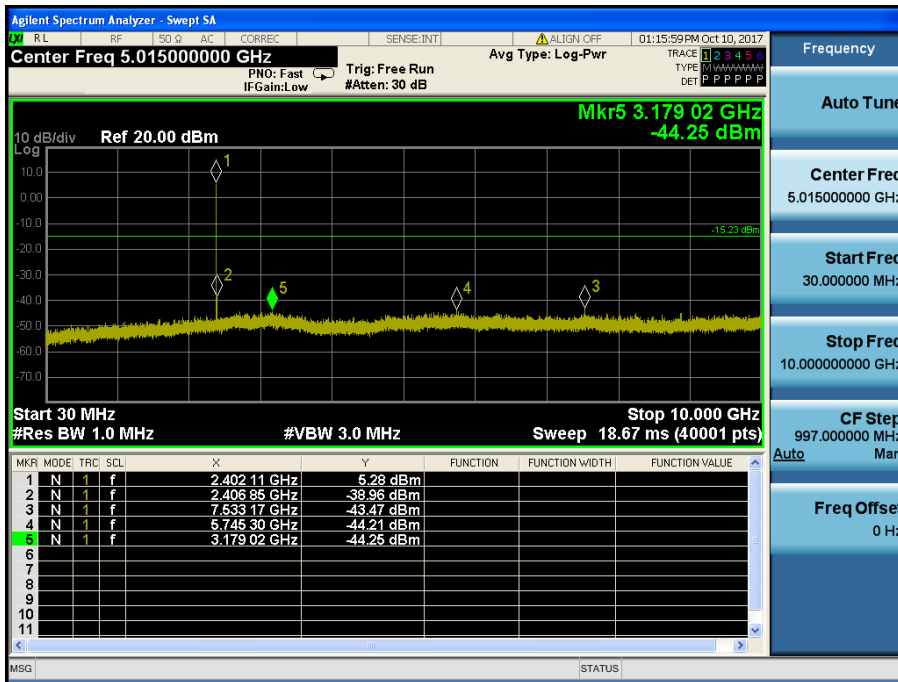 Agilent Spectrum Analyzer - Swept SA
LXI RL RF 50 Ω AC CORREC SENSE:INT ALIGN OFF 01:15:59PM Oct 10, 2017
Center Freq 5.015000000 GHz
PNO: Fast
IFGain:Low
Trig: Free Run
#Atten: 30 dB
Avg Type: Log-Pwr
TRACE 1 2 3 4 5 6
TYPE MWWWWW
DET P P P P P P
Mkr5 3.179 02 GHz
-44.25 dBm
10 dB/div Ref 20.00 dBm
Log
10.0
0.00
-10.0
-20.0
-30.0
-40.0
-50.0
-60.0
-70.0
-15.23 dBm
1
2
5
4
3
Start 30 MHz Stop 10.000 GHz
#Res BW 1.0 MHz #VBW 3.0 MHz Sweep 18.67 ms (40001 pts)
MKR MODE TRC SCL X Y FUNCTION FUNCTION WIDTH FUNCTION VALUE
1 N 1 f 2.402 11 GHz 5.28 dBm
2 N 1 f 2.406 85 GHz -38.96 dBm
3 N 1 f 7.533 17 GHz -43.47 dBm
4 N 1 f 5.745 30 GHz -44.21 dBm
5 N 1 f 3.179 02 GHz -44.25 dBm
6
7
8
9
10
11
MSG STATUS
Frequency
Auto Tune
Center Freq
5.015000000 GHz
Start Freq
30.000000 MHz
Stop Freq
10.000000000 GHz
CF Step
997.000000 MHz
Auto Man
Freq Offset
0 Hz